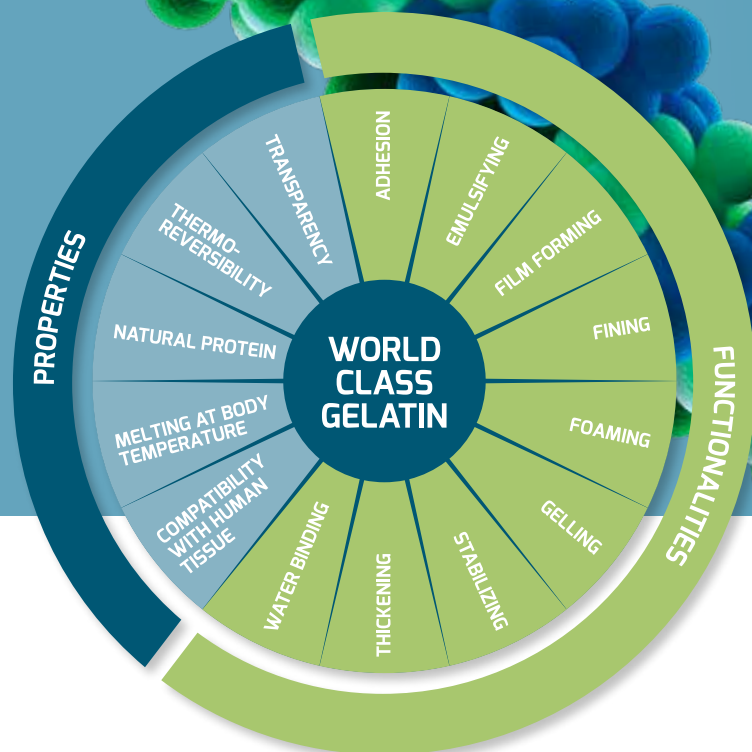 PROPERTIES
TRANSPARENCY
THERMO-
REVERSIBILITY
NATURAL PROTEIN
MELTING AT BODY
TEMPERATURE
COMPATIBILITY
WITH HUMAN
TISSUE
WORLD
CLASS
GELATIN
ADHESION
EMULSIFYING
FILM FORMING
FINING
FOAMING
GELLING
STABILIZING
THICKENING
WATER BINDING
FUNCTIONALITIES